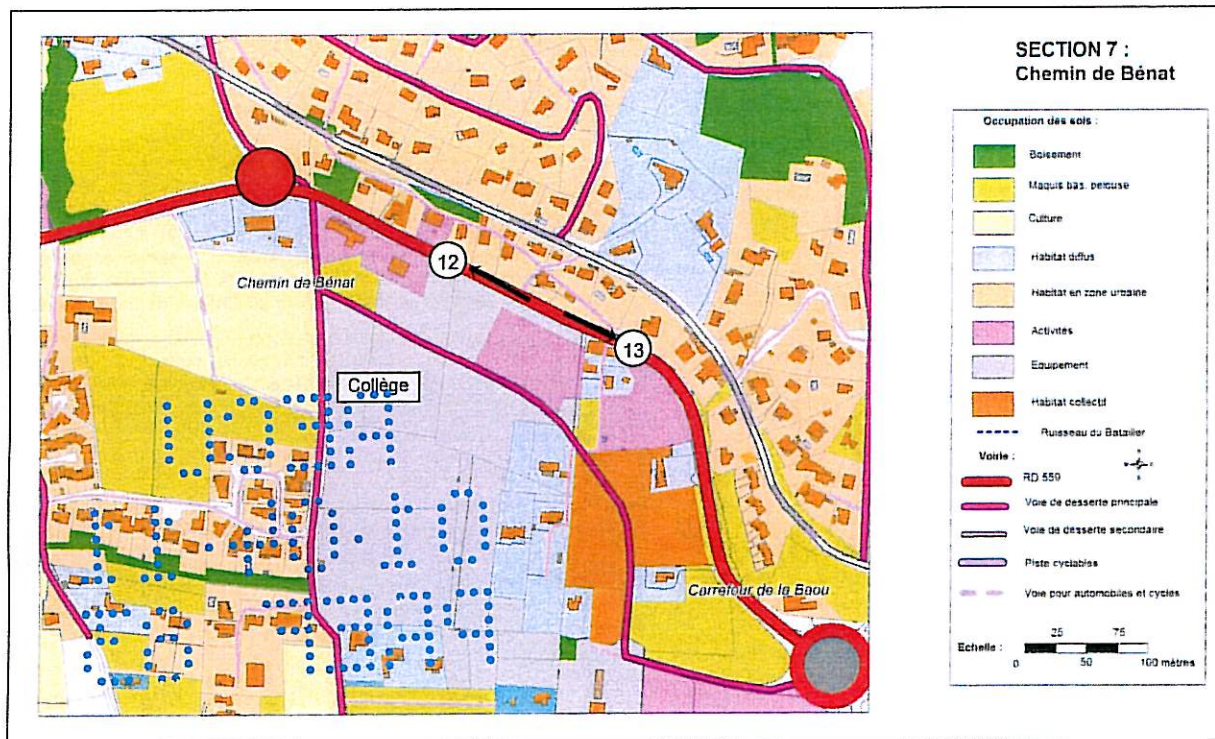 SECTION 7 :
Chemin de Bénat
Occupation des sols :
Boisement
Maquis bas, pelouse
Culture
Habitat diffus
Habitat en zone urbaine
Activités
Equipement
Habitat collectif
Ruisseau du Batailler
Voirie :
RD 559
Voie de desserte principale
Voie de desserte secondaire
Piste cyclables
Voie pour automobiles et cycles
Echelle :
25 75
0 50 100 mètres
12
Chemin de Bénat
13
Collège
Carrefour de la Baou